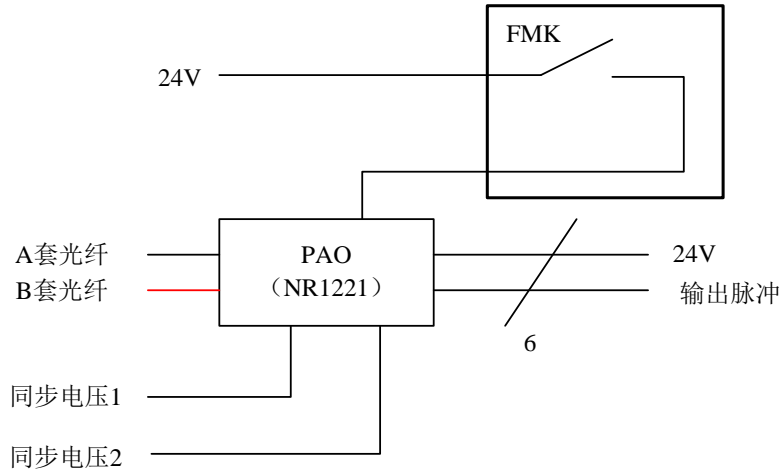 FMK
24V
A套光纤
PAO
24V
B套光纤
（NR1221）
输出脉冲
6
同步电压1
同步电压2